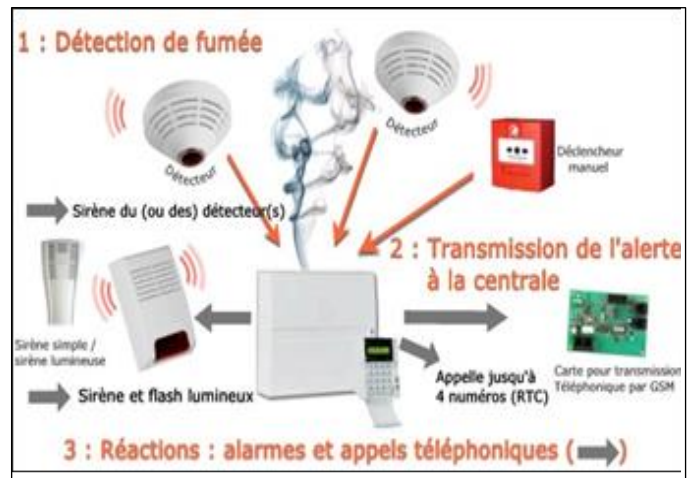 1 : Détection de fumée
Détecteur
Détecteur
Déclencheur
manuel
Sirène du (ou des) détecteur(s)
2 : Transmission de l'alerte
à la centrale
Sirène simple /
sirène lumineuse
Sirène et flash lumineux
Appelle jusqu'à
4 numéros (RTC)
Carte pour transmission
Téléphonique par GSM
3 : Réactions : alarmes et appels téléphoniques ( )